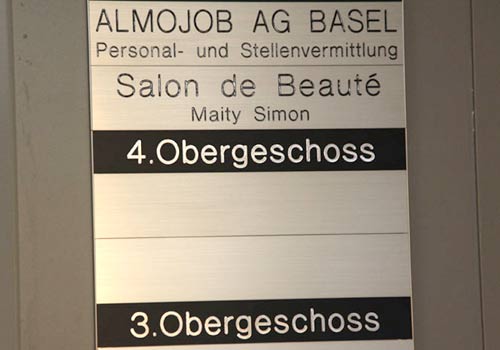 ALMOJOB AG BASEL
Personal- und Stellenvermittlung
Salon de Beauté
Maity Simon
4.Obergeschoss
3.Obergeschoss